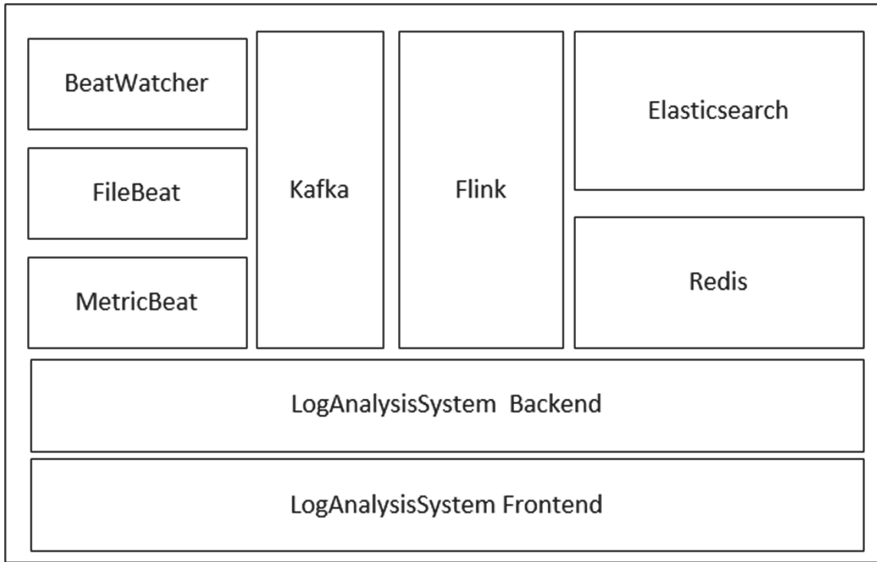 BeatWatcher
FileBeat
MetricBeat
Kafka
Flink
Elasticsearch
Redis
LogAnalysisSystem  Backend
LogAnalysisSystem Frontend